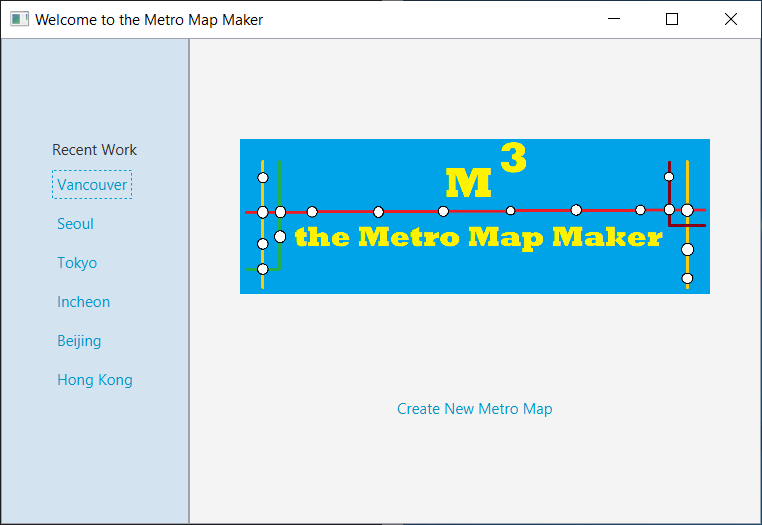 Welcome to the Metro Map Maker
Recent Work
Vancouver
Seoul
Tokyo
Incheon
Beijing
Hong Kong
M³
the Metro Map Maker
Create New Metro Map